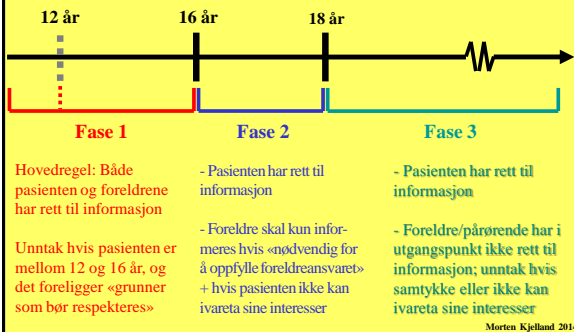 12 år
16 år
18 år
Fase 1
Fase 2
Fase 3
Hovedregel: Både
pasienten og foreldrene
har rett til informasjon
Unntak hvis pasienten er
mellom 12 og 16 år, og
det foreligger «grunner
som bør respekteres»
- Pasienten har rett til
informasjon
- Foreldre skal kun infor-
meres hvis «nødvendig for
å oppfylle foreldreansvaret»
+ hvis pasienten ikke kan
ivareta sine interesser
- Pasienten har rett til
informasjon
- Foreldre/pårørende har i
utgangspunkt ikke rett til
informasjon; unntak hvis
samtykke eller ikke kan
ivareta sine interesser
Morten Kjelland 2014